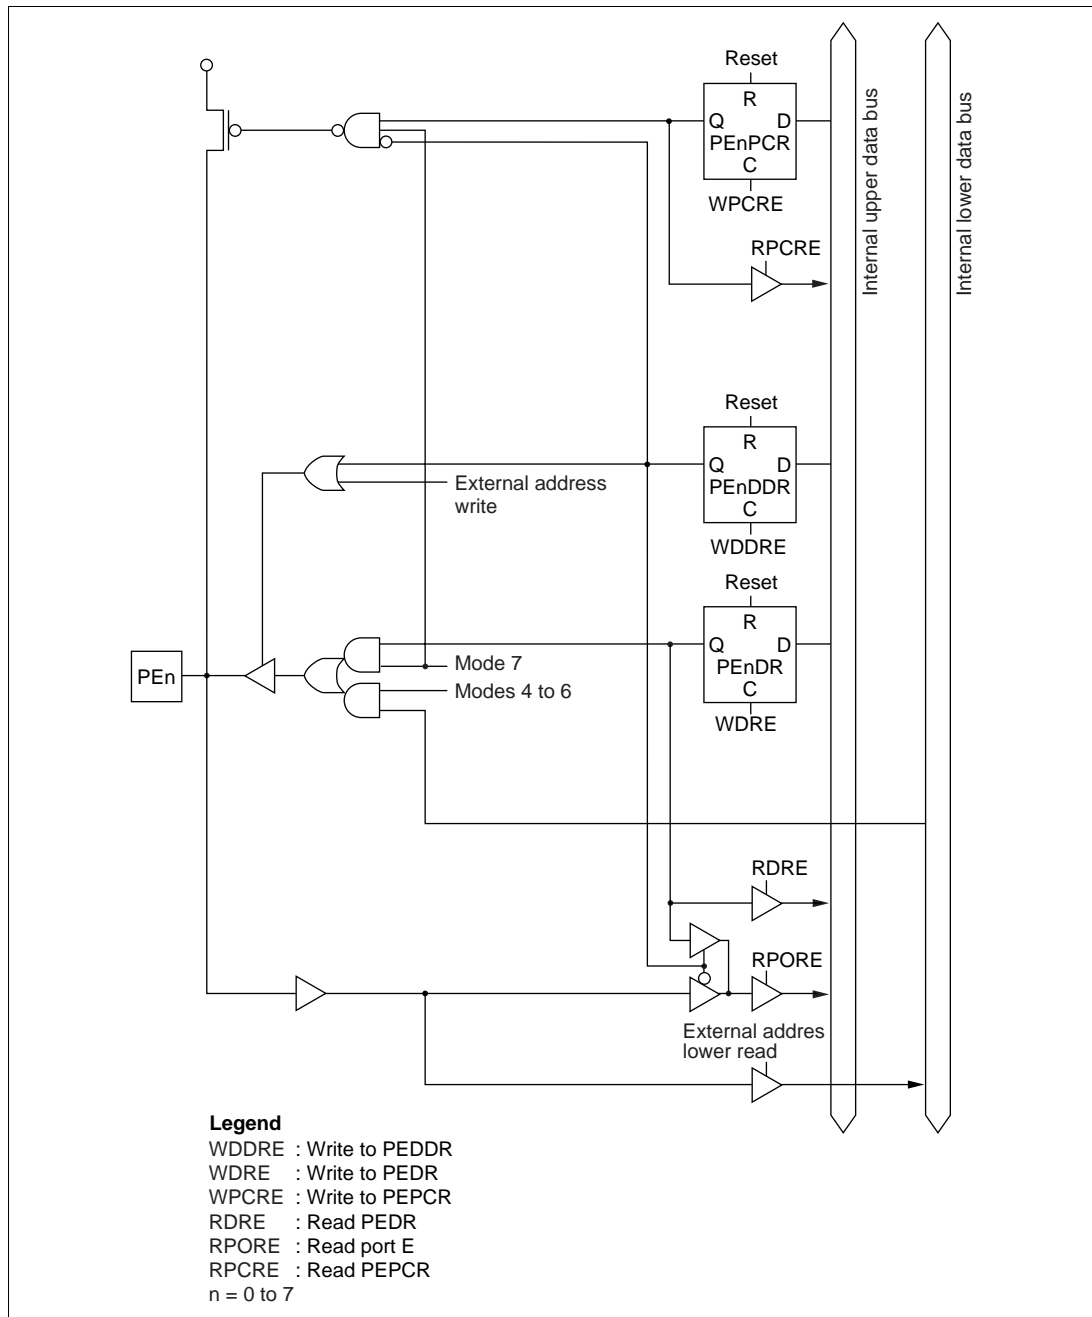 Reset
R
Q D
PEnPCR
C
WPCRE
RPCRE
Internal upper data bus
Internal lower data bus
Reset
R
Q D
PEnDDR
C
WDDRE
External address
write
Reset
R
Q D
PEnDR
C
WDRE
PEn
Mode 7
Modes 4 to 6
RDRE
RPORE
External addres
lower read
Legend
WDDRE : Write to PEDDR
WDRE : Write to PEDR
WPCRE : Write to PEPCR
RDRE : Read PEDR
RPORE : Read port E
RPCRE : Read PEPCR
n = 0 to 7